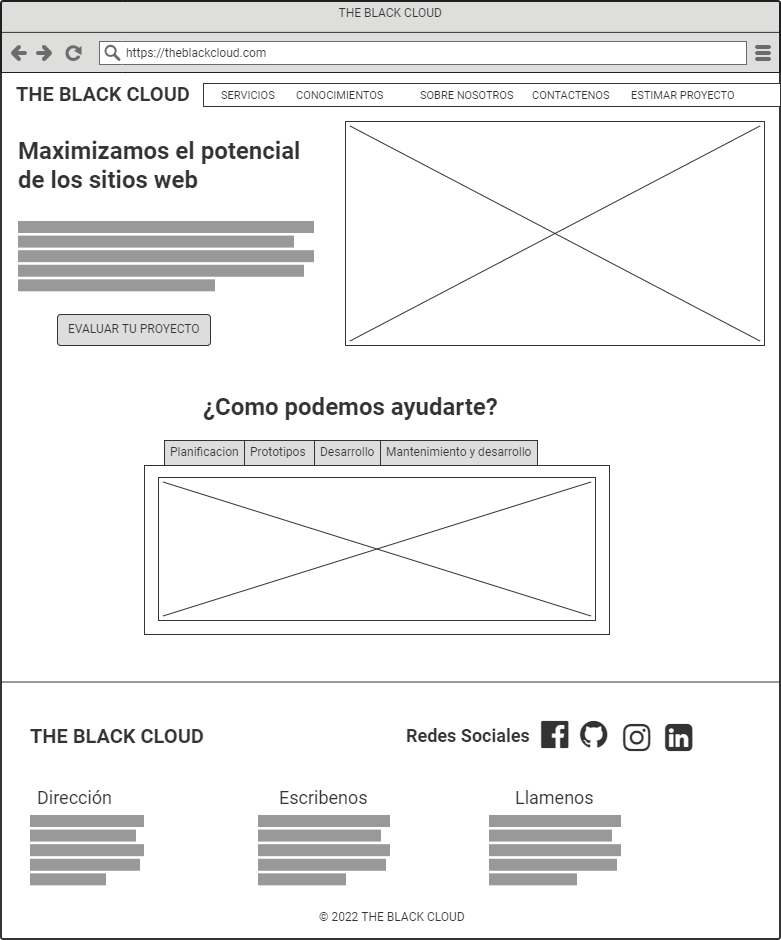 THE BLACK CLOUD
https://theblackcloud.com
THE BLACK CLOUD
SERVICIOS CONOCIMIENTOS SOBRE NOSOTROS CONTACTENOS ESTIMAR PROYECTO
Maximizamos el potencial
de los sitios web
EVALUAR TU PROYECTO
¿Como podemos ayudarte?
Planificacion Prototipos Desarrollo Mantenimiento y desarrollo
THE BLACK CLOUD
Redes Sociales
Dirección Escribenos Llamenos
© 2022 THE BLACK CLOUD